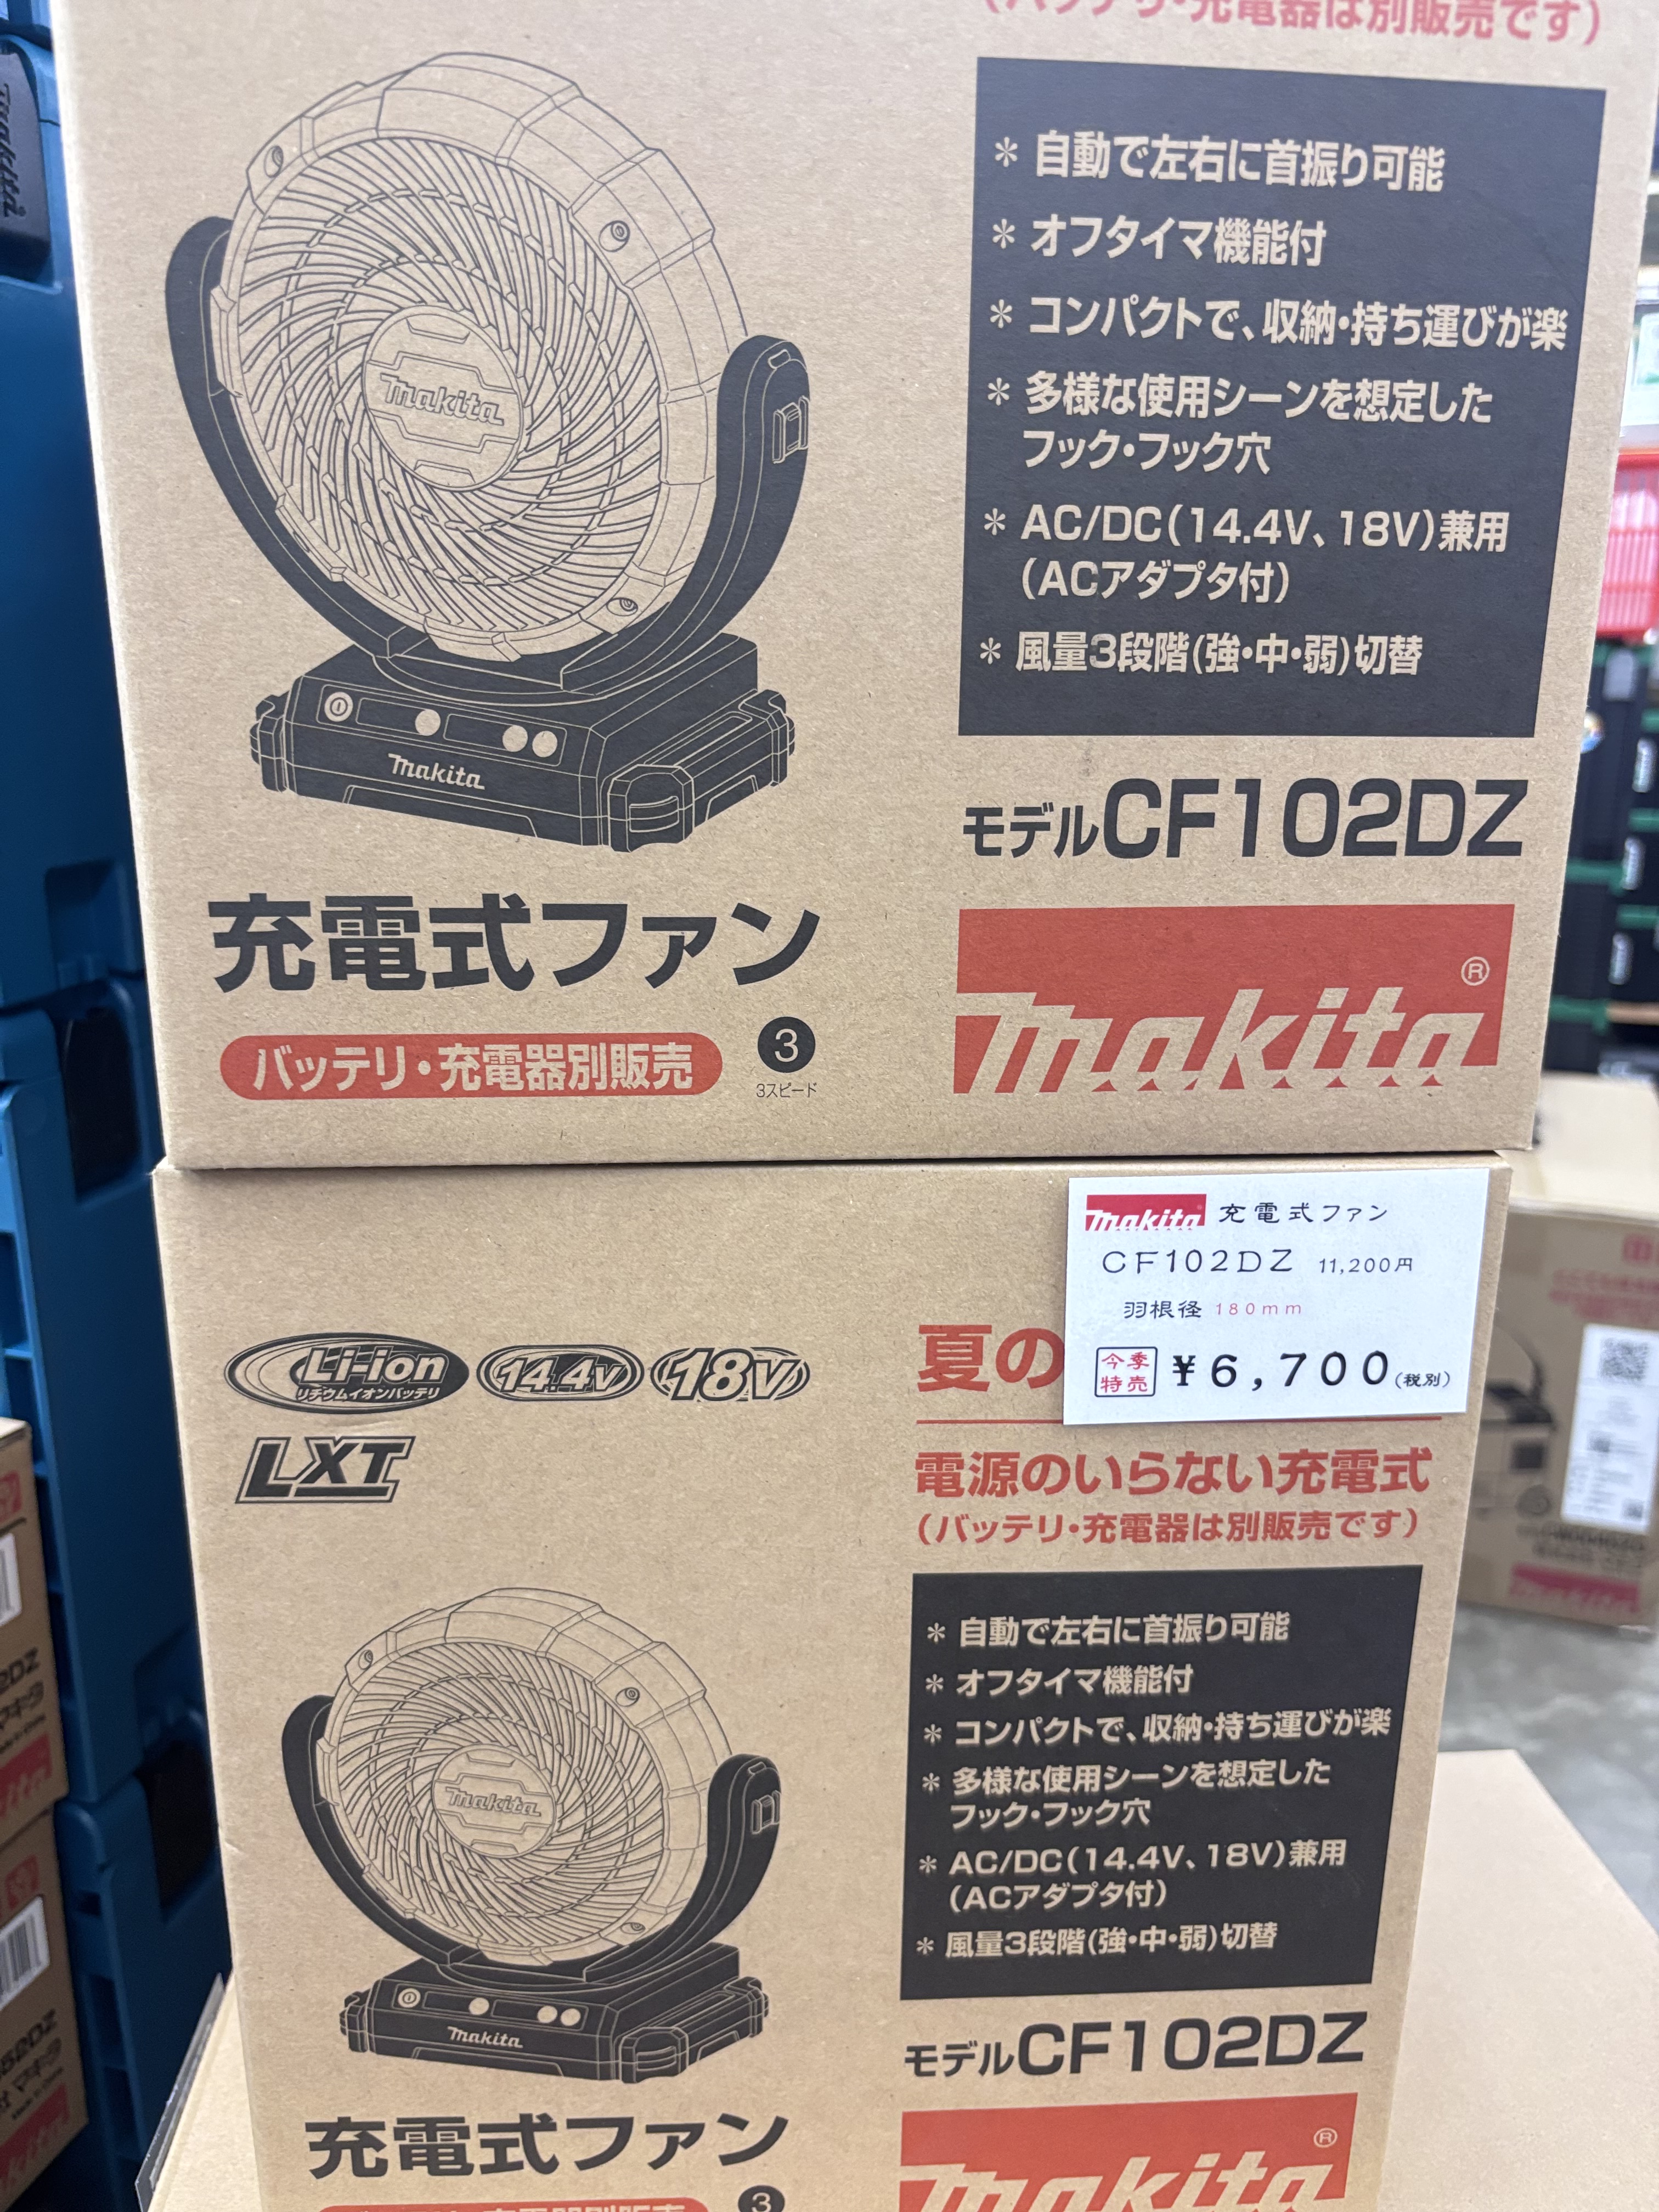 (バッテリ・充電器は別販売です)
＊ 自動で左右に首振り可能
＊ オフタイマ機能付
＊ コンパクトで、収納・持ち運びが楽
＊ 多様な使用シーンを想定した
フック・フック穴
＊ AC/DC(14.4V、18V)兼用
(ACアダプタ付)
＊ 風量3段階(強・中・弱)切替
makita
makita
モデルCF102DZ
充電式ファン
バッテリ・充電器別販売
3
3スピード
makita®
makita 充電式ファン
CF102DZ 11,200円
羽根径 180mm
今季
特売
¥6,700(税別)
Li-ion
リチウムイオンバッテリ
14.4V
18V
LXT
夏の
電源のいらない充電式
(バッテリ・充電器は別販売です)
＊ 自動で左右に首振り可能
＊ オフタイマ機能付
＊ コンパクトで、収納・持ち運びが楽
＊ 多様な使用シーンを想定した
フック・フック穴
＊ AC/DC(14.4V、18V)兼用
(ACアダプタ付)
＊ 風量3段階(強・中・弱)切替
makita
makita
モデルCF102DZ
充電式ファン
3
makita®
makita